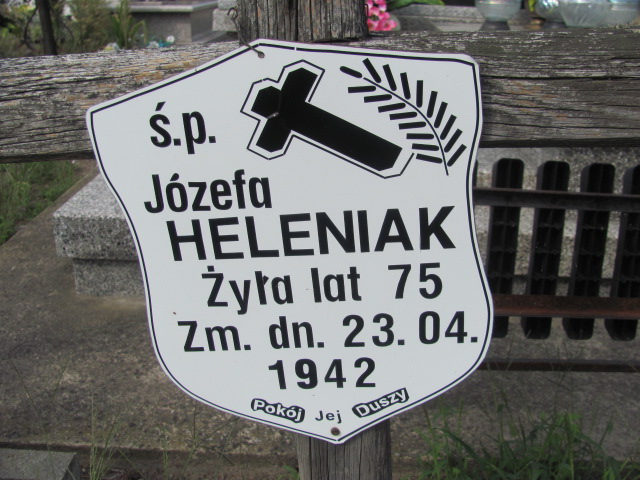 ś.p.
Józefa
HELENIAK
Żyła lat 75
Zm. dn. 23.04.
1942
Pokój Jej Duszy